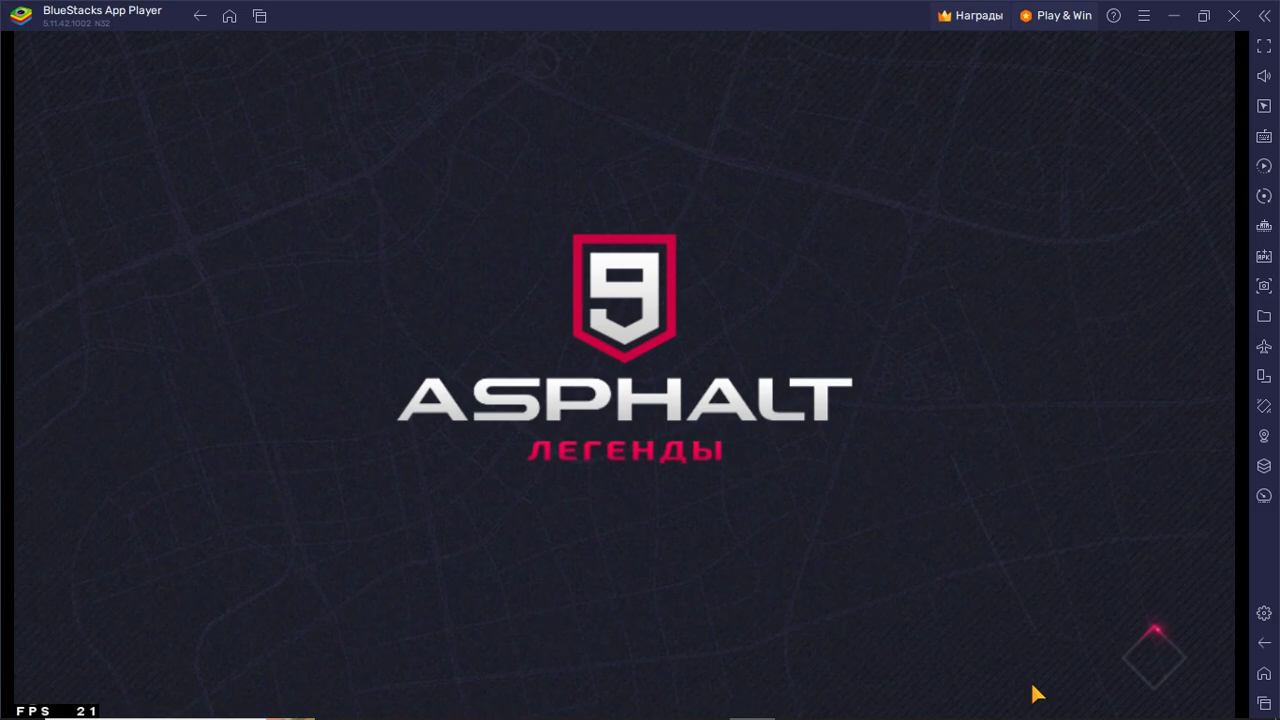 BlueStacks App Player
5.11.42.1002 N32
Награды
Play & Win
9
ASPHALT
ЛЕГЕНДЫ
FPS 21